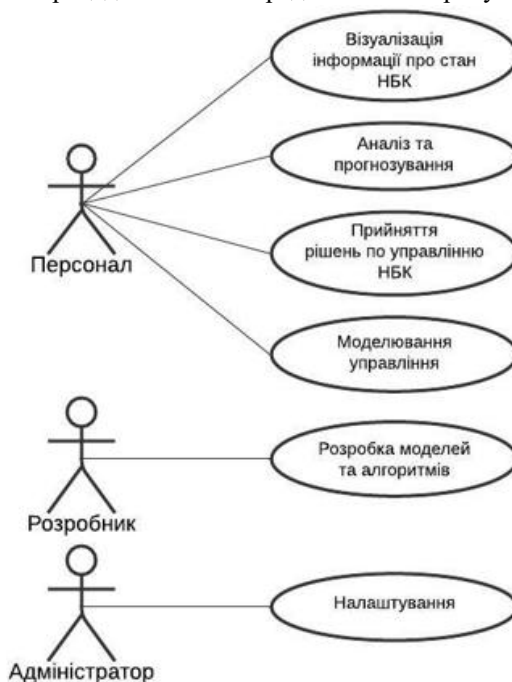 Візуалізація
інформації про стан
НБК
Аналіз та
прогнозування
Прийняття
рішень по управлінню
НБК
Персонал
Моделювання
управління
Розробка моделей
та алгоритмів
Розробник
Налаштування
Адміністратор